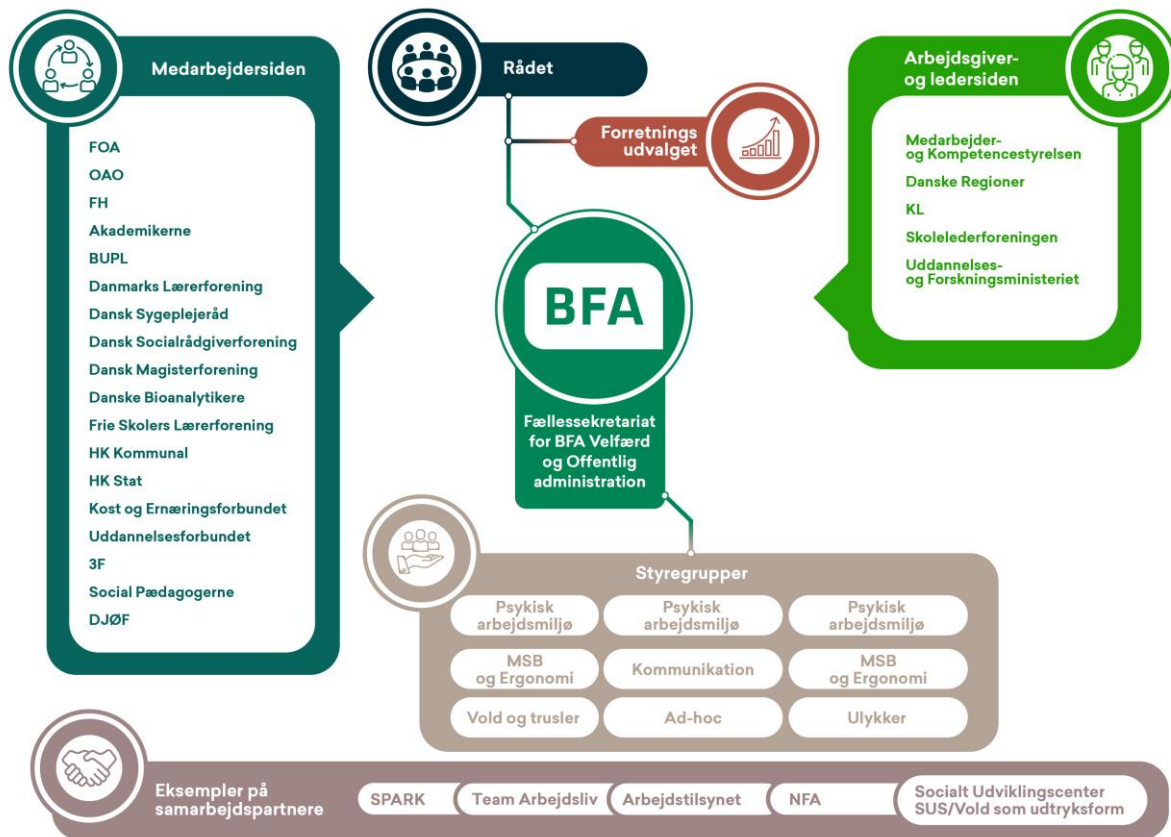 Medarbejdersiden
FOA
OAO
FH
Akademikerne
BUPL
Danmarks Lærerforening
Dansk Sygeplejeråd
Dansk Socialrådgiverforening
Dansk Magisterforening
Danske Bioanalytikere
Frie Skolers Lærerforening
HK Kommunal
HK Stat
Kost og Ernæringsforbundet
Uddannelsesforbundet
3F
Social Pædagogerne
DJØF
Rådet
Forretnings
udvalget
BFA
Fællessekretariat
for BFA Velfærd
og Offentlig
administration
Arbejdsgiver-
og ledersiden
Medarbejder-
og Kompetencestyrelsen
Danske Regioner
KL
Skolelederforeningen
Uddannelses-
og Forskningsministeriet
Styregrupper
Psykisk
arbejdsmiljø
Psykisk
arbejdsmiljø
Psykisk
arbejdsmiljø
MSB
og Ergonomi
Kommunikation
MSB
og Ergonomi
Vold og trusler
Ad-hoc
Ulykker
Eksempler på
samarbejdspartnere
SPARK
Team Arbejdsliv
Arbejdstilsynet
NFA
Socialt Udviklingscenter
SUS/Vold som udtryksform